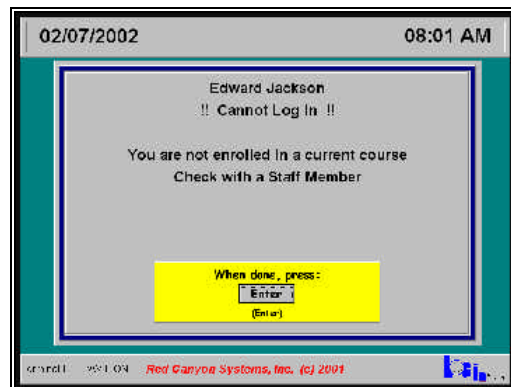 02/07/2002 08:01 AM
Edward Jackson
!! Cannot Log In !!
You are not enrolled in a current course
Check with a Staff Member
When done, press:
Enter
(Enter)
Red Canyon Systems, Inc. (c) 2001